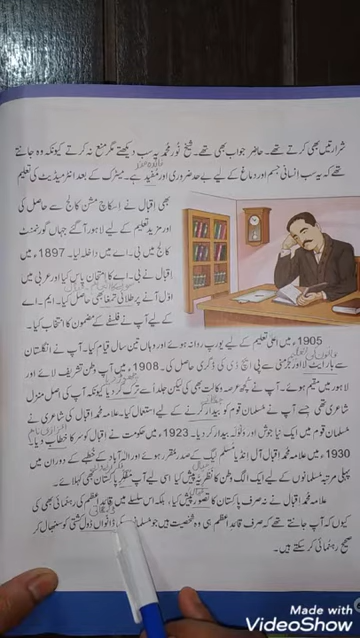 شرارتیں بھی کرتے تھے۔ حاضر جواب بھی تھے۔ شیخ نور محمد یہ سب دیکھتے مگر منع نہ کرتے کیونکہ وہ جانتے
تھے کہ یہ سب انسانی جسم اور دماغ کے لیے بے حد ضروری اور مفید ہے۔ میٹرک کے بعد انٹرمیڈیٹ کی تعلیم
بھی اقبال نے اسکاچ مشن کالج سے حاصل کی
اور مزید تعلیم کے لیے لاہور آ گئے جہاں گورنمنٹ
کالج میں بی۔ اے میں داخلہ لیا۔ 1897ء میں
اقبال نے بی۔ اے کا امتحان پاس کیا اور عربی میں
اول آنے پر طلائی تمغا بھی حاصل کیا۔ ایم۔ اے
کے لیے آپ نے فلسفے کے مضمون کا انتخاب کیا۔
1905ء میں اعلیٰ تعلیم کے لیے یورپ روانہ ہوئے اور وہاں تین سال قیام کیا۔ آپ نے انگلستان
سے بار ایٹ لا اور جرمنی سے پی ایچ ڈی کی ڈگری حاصل کی۔ 1908ء میں آپ وطن تشریف لائے اور
لاہور میں مقیم ہوئے۔ آپ نے کچھ عرصہ وکالت بھی کی لیکن جلد اسے ترک کر دیا کیونکہ آپ کی اصل منزل
شاعری تھی جسے آپ نے مسلمان قوم کو بیدار کرنے کے لیے استعمال کیا۔ علامہ محمد اقبال کی شاعری نے
مسلمان قوم میں ایک نیا جوش اور ولولہ بیدار کر دیا۔ 1923ء میں حکومت نے اقبال کو سر کا خطاب دیا۔
1930ء میں علامہ محمد اقبال آل انڈیا مسلم لیگ کے صدر مقرر ہوئے اور الہ آباد کے خطبے کے دوران میں
پہلی مرتبہ مسلمانوں کے لیے ایک الگ وطن کا نظریہ پیش کیا اسی لیے آپ مفکر پاکستان بھی کہلائے۔
علامہ محمد اقبال نے نہ صرف پاکستان کا تصور پیش کیا، بلکہ اس سلسلے میں قائد اعظم کی رہنمائی بھی کی
کیوں کہ آپ جانتے تھے کہ صرف قائد اعظم ہی وہ شخصیت ہیں جو مسلمانوں کی ڈانواں ڈول کشتی کو سنبھال کر
صحیح رہنمائی کر سکتے ہیں۔
Made with
VideoShow